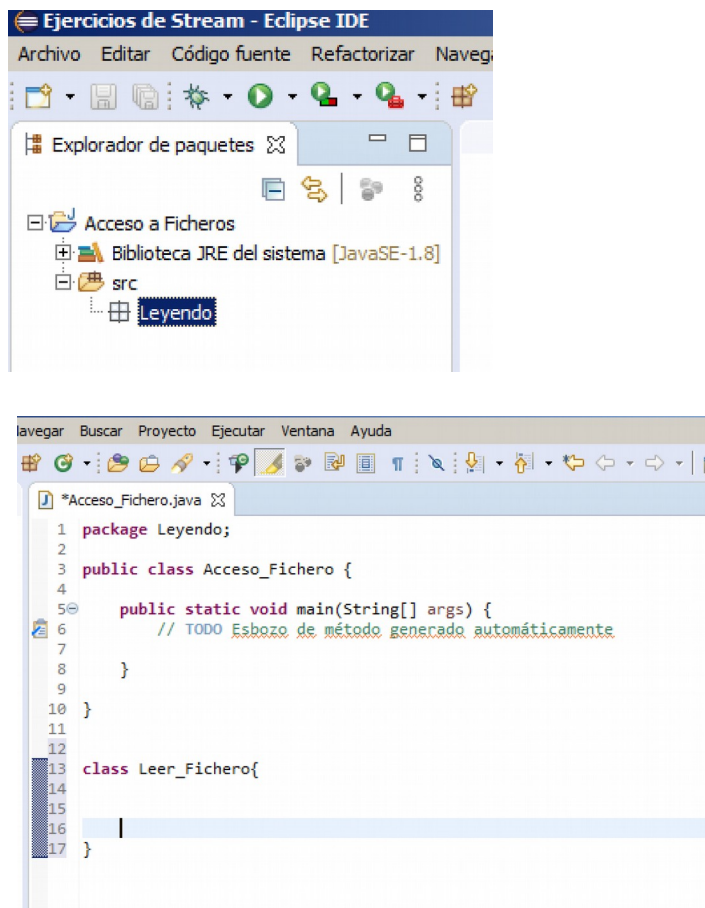 Ejercicios de Stream - Eclipse IDE
Archivo Editar Código fuente Refactorizar
Explorador de paquetes
Acceso a Ficheros
Biblioteca JRE del sistema [JavaSE-1.8]
src
Leyendo
avegar Buscar Proyecto Ejecutar Ventana Ayuda
*Acceso_Fichero.java
1 package Leyendo;
2
3 public class Acceso_Fichero {
4
5 public static void main(String[] args) {
6 // TODO Esbozo de método generado automáticamente
7
8 }
9
10 }
11
12
13 class Leer_Fichero{
14
15
16
17 }